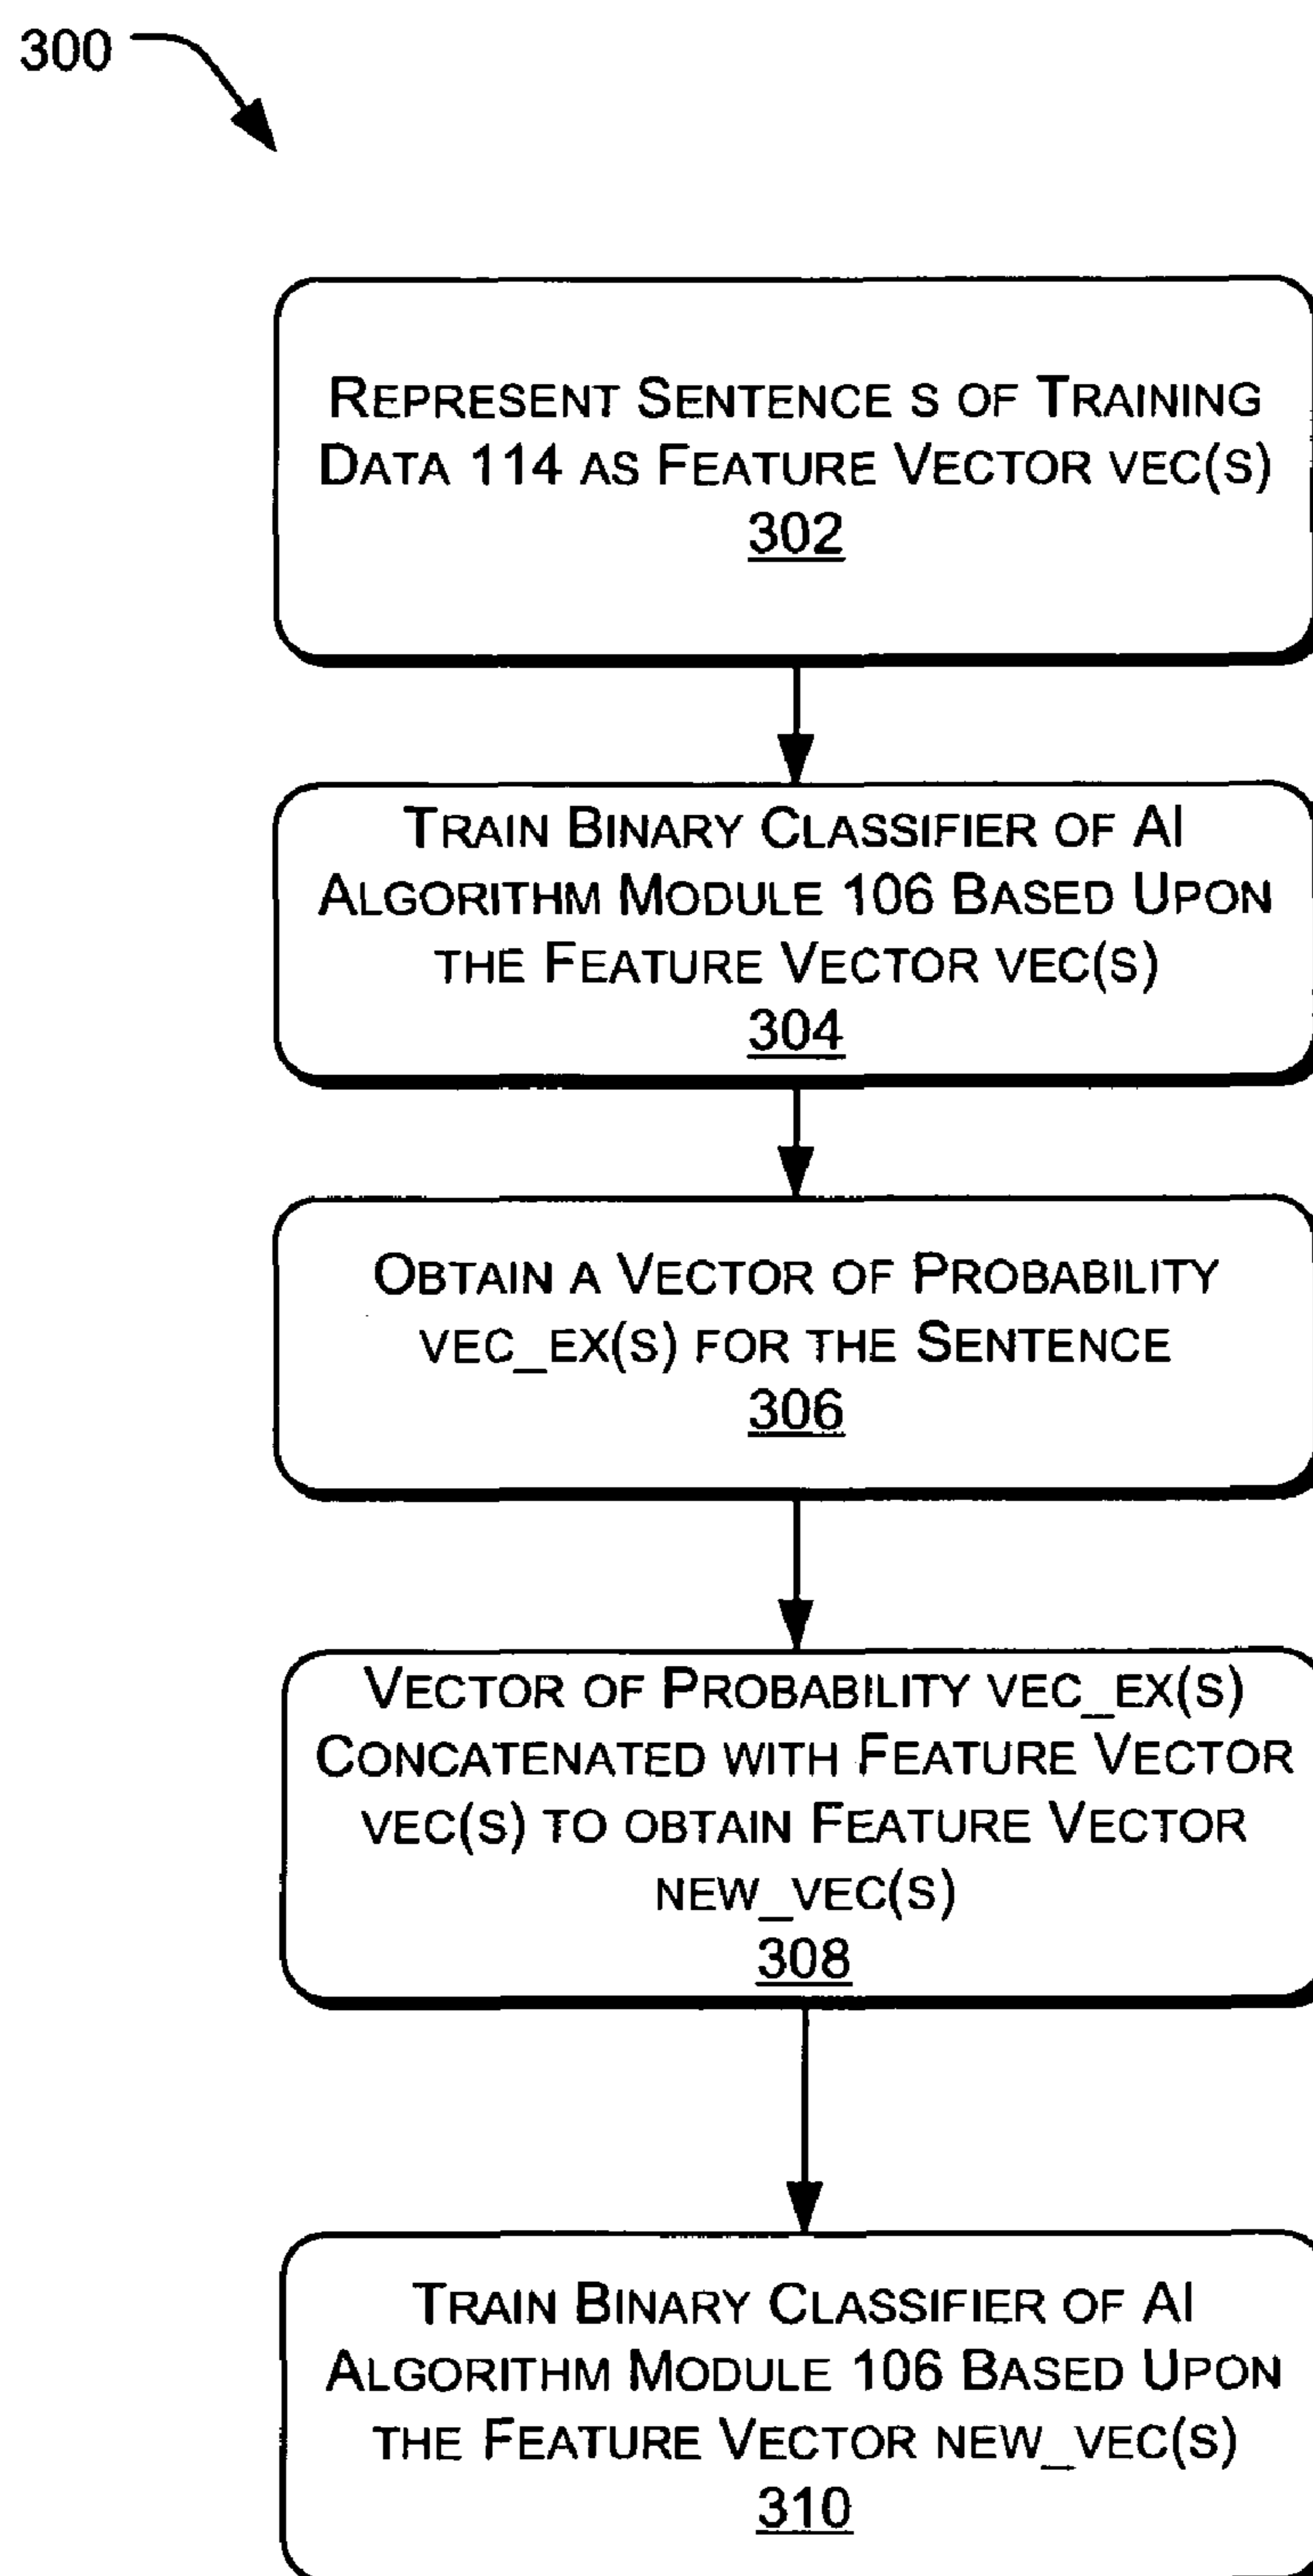 300
REPRESENT SENTENCE S OF TRAINING
DATA 114 AS FEATURE VECTOR VEC(S)
302
TRAIN BINARY CLASSIFIER OF AI
ALGORITHM MODULE 106 BASED UPON
THE FEATURE VECTOR VEC(S)
304
OBTAIN A VECTOR OF PROBABILITY
VEC_EX(S) FOR THE SENTENCE
306
VECTOR OF PROBABILITY VEC_EX(S)
CONCATENATED WITH FEATURE VECTOR
VEC(S) TO OBTAIN FEATURE VECTOR
NEW_VEC(S)
308
TRAIN BINARY CLASSIFIER OF AI
ALGORITHM MODULE 106 BASED UPON
THE FEATURE VECTOR NEW_VEC(S)
310